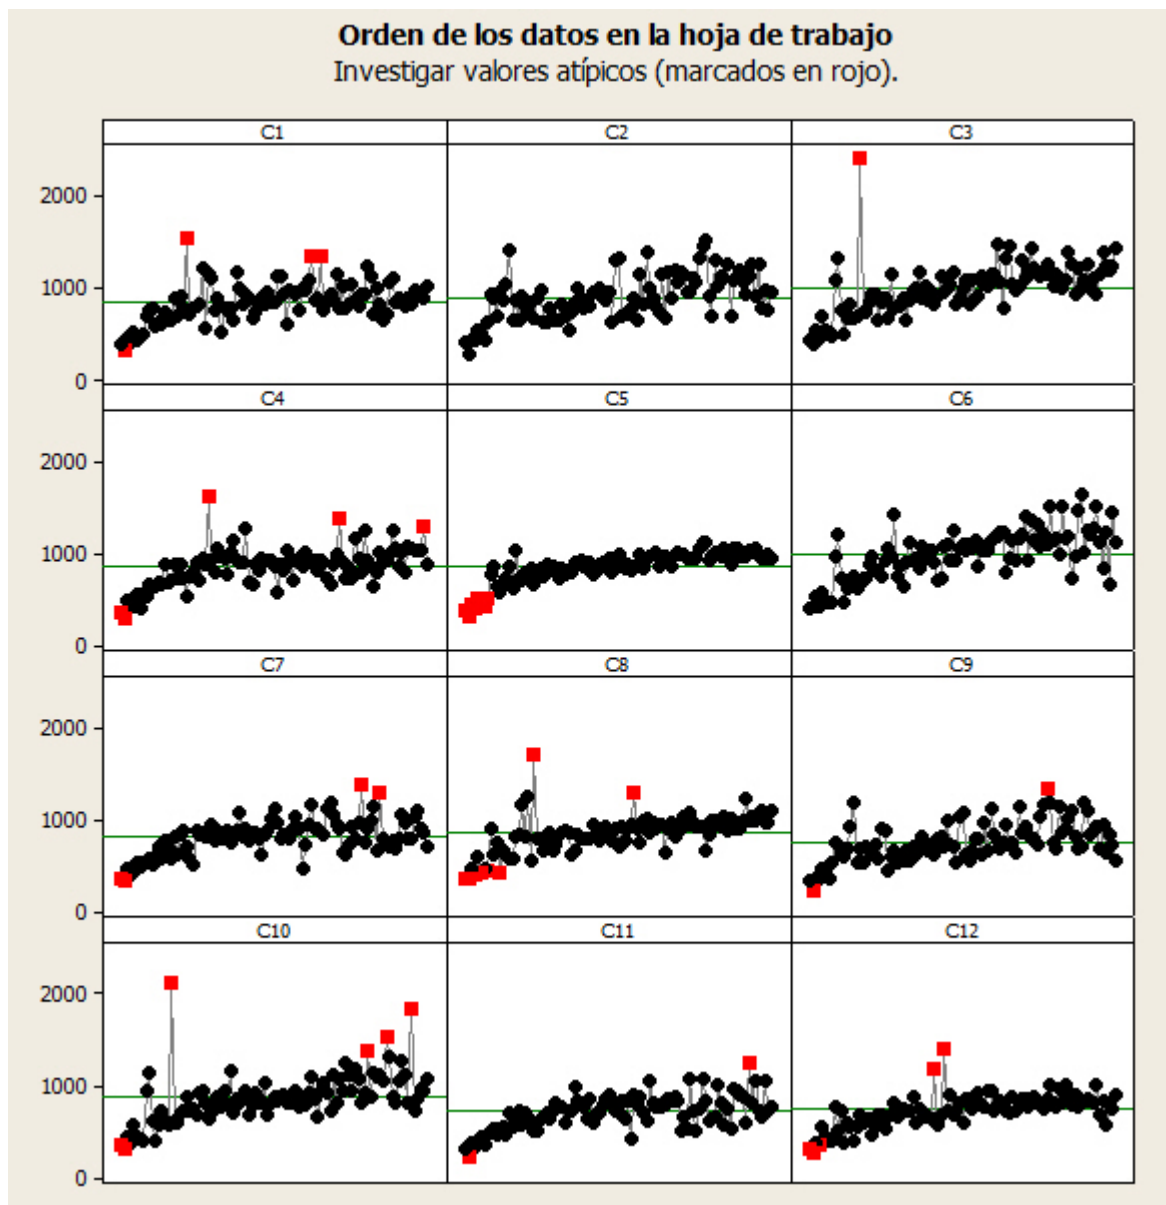 Orden de los datos en la hoja de trabajo
Investigar valores atípicos (marcados en rojo).
C1 C2 C3
2000
1000
0
C4 C5 C6
2000
1000
0
C7 C8 C9
2000
1000
0
C10 C11 C12
2000
1000
0